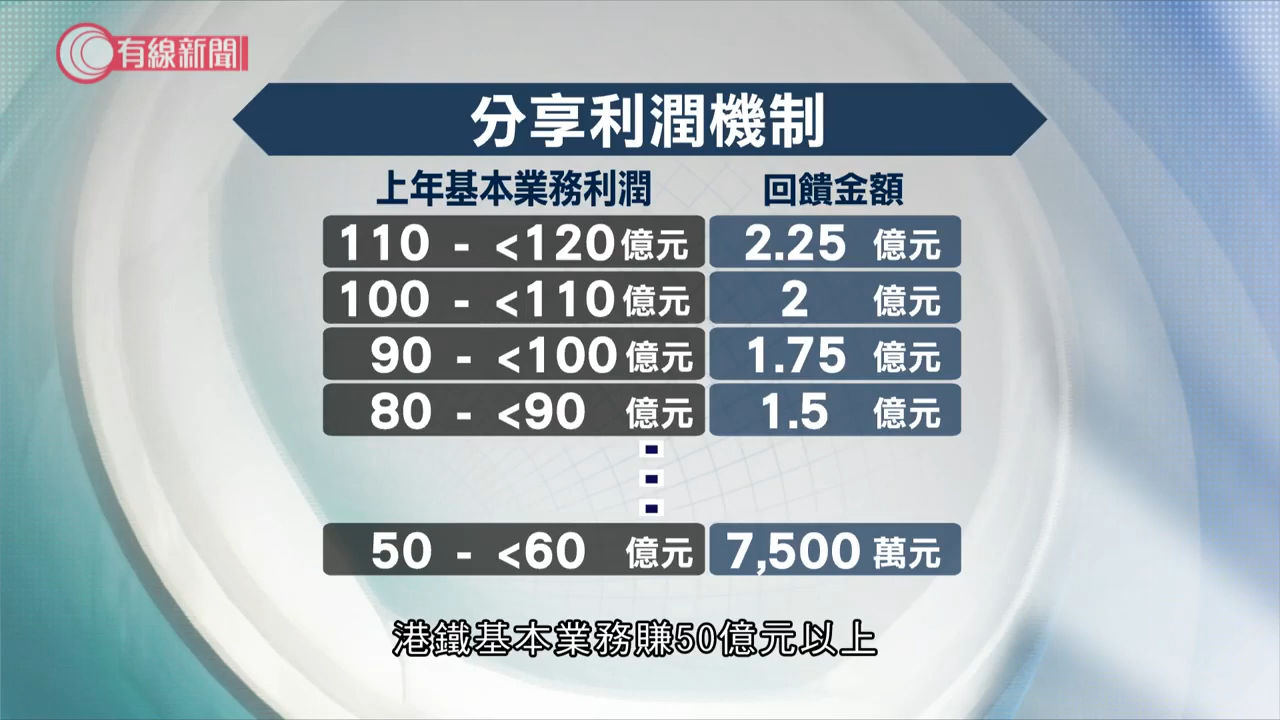 有線新聞
分享利潤機制
上年基本業務利潤 回饋金額
110 - <120億元 2.25 億元
100 - <110億元 2 億元
90 - <100億元 1.75 億元
80 - <90 億元 1.5 億元
50 - <60 億元 7,500 萬元
港鐵基本業務賺50億元以上